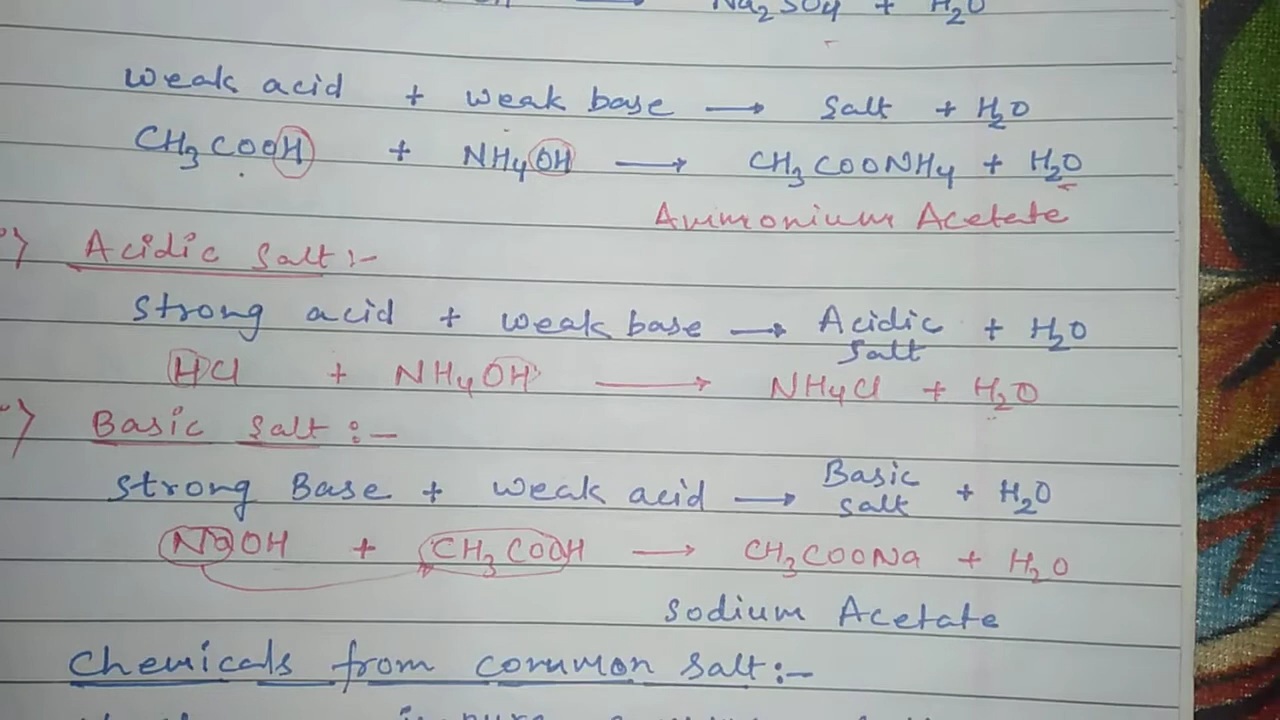 Na₂SO₄ + H₂O
weak acid + weak base → Salt + H₂O
CH₃COOH + NH₄OH → CH₃COONH₄ + H₂O
Ammonium Acetate
Acidic Salt :-
Strong acid + weak base → Acidic Salt + H₂O
HCl + NH₄OH → NH₄Cl + H₂O
Basic Salt :-
Strong Base + weak acid → Basic Salt + H₂O
NaOH + CH₃COOH → CH₃COONa + H₂O
Sodium Acetate
Chemicals from common Salt :-